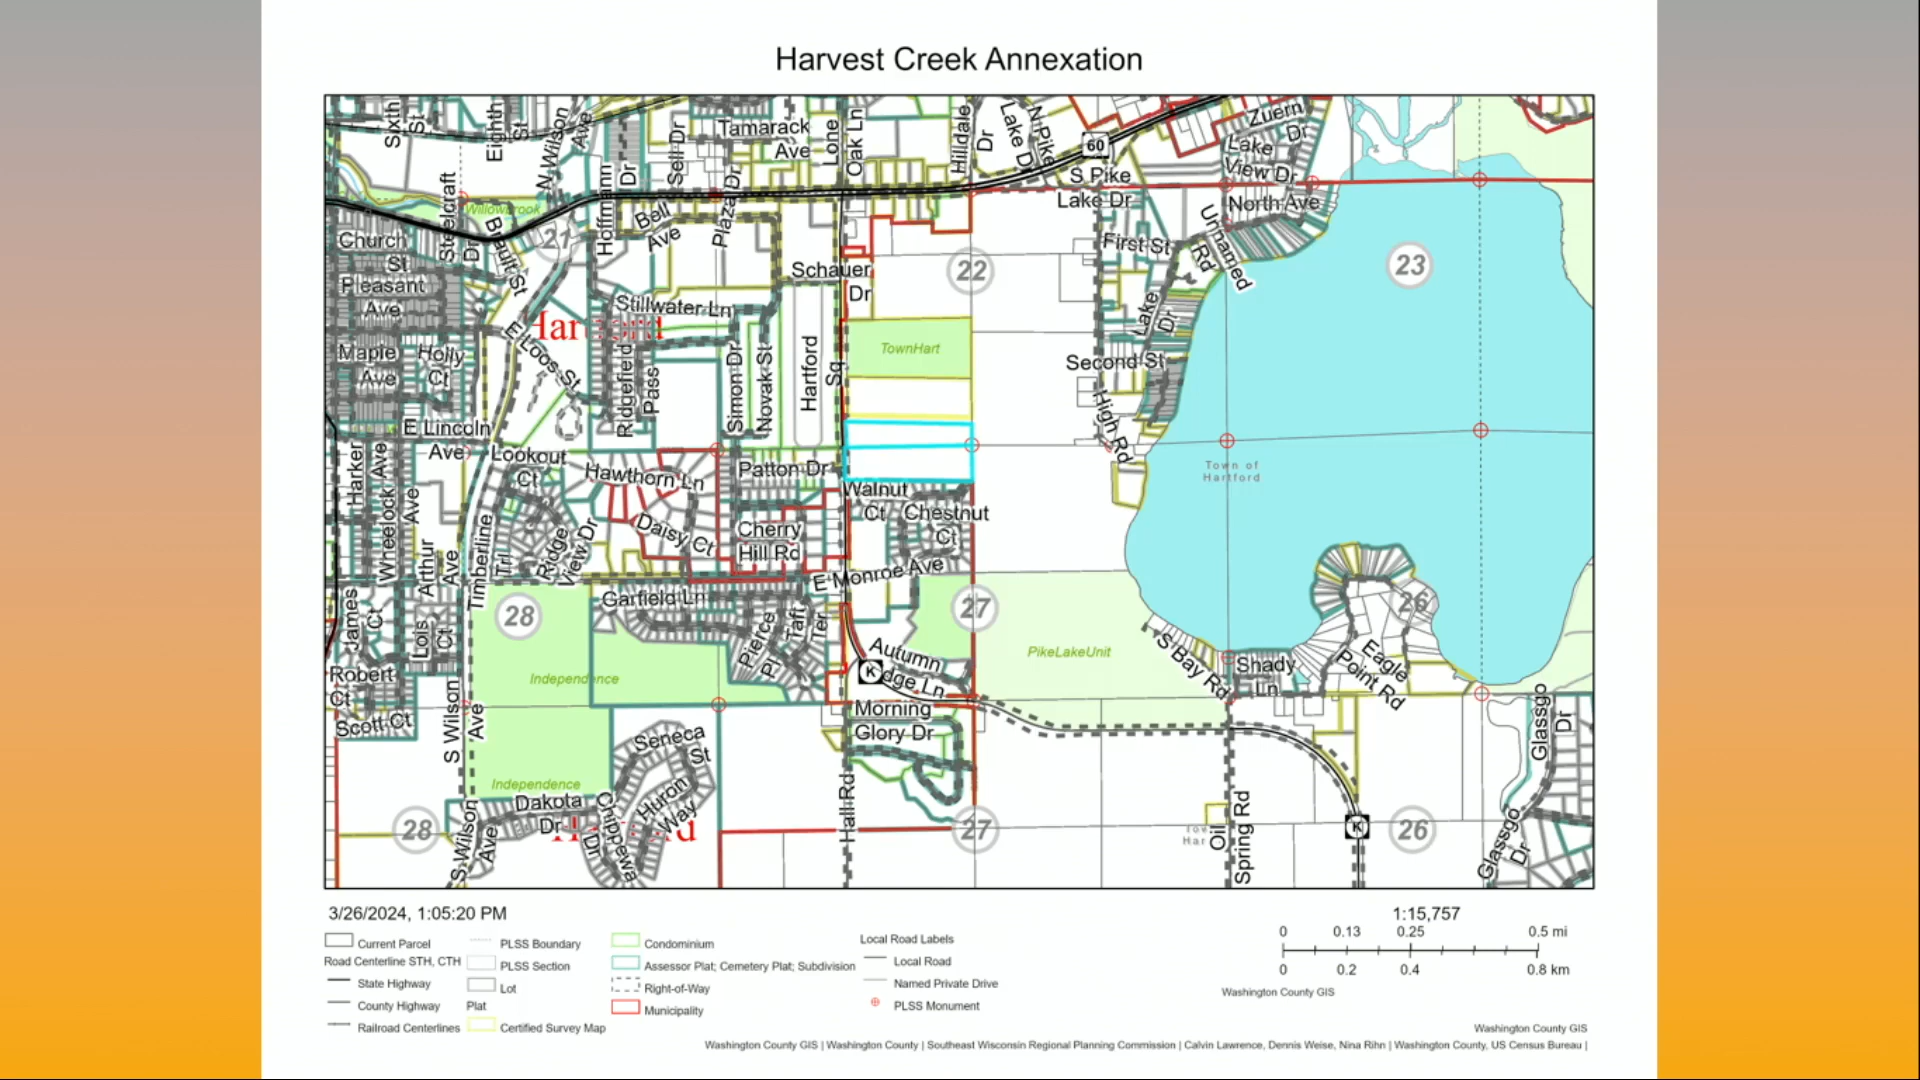 Harvest Creek Annexation
Sixth
St
Eighth
St
N Wilson
Ave
Hoffmann
Dr
Sell Dr
Tamarack
Ave
Plaza Dr
Lone
Oak Ln
Hilldale
Dr
N Pike
Lake Dr
60
S Pike
Lake Dr
Zuern
Dr
Lake
View Dr
North Ave
Unnamed
Rd
First St
Lake
Dr
Second St
High Rd
22
23
Steelcraft
Dr
Willowbrook
Brault St
21
Bell
Ave
Church
St
Pleasant
Ave
Maple
Ave
Holly
Ct
E Loos St
Stillwater Ln
Ridgefield
Pass
Simon Dr
Novak St
Hartford
Sq
Schauer
Dr
TownHart
E Lincoln
Ave
Harker
Ave
Wheelock Ave
Arthur
Ave
Lookout
Ct
Hawthorn Ln
Patton Dr
Walnut
Ct
Chestnut
Ct
Town of
Hartford
Timberline
Trl
Ridge
View Dr
Daisy Ct
Cherry
Hill Rd
E Monroe Ave
Garfield Ln
James
Ct
Lois
Ct
28
27
26
Pierce
Pl
Taft
Ter
Autumn
K
Independence
PikeLakeUnit
S Bay Rd
Shady
Ln
Eagle
Point Rd
Robert
Ct
Scott Ct
S Wilson
Ave
Morning
Glory Dr
Seneca
St
Glassgo
Dr
Independence
Dakota
Dr
Chippewa
Dr
Huron
Way
Hall Rd
28
S Wilson
Ave
27
Oil
Spring Rd
K
26
Glassgo
Dr
3/26/2024, 1:05:20 PM
1:15,757
0 0.13 0.25 0.5 mi
0 0.2 0.4 0.8 km
Current Parcel
Road Centerline STH, CTH
State Highway
County Highway
Railroad Centerlines
PLSS Boundary
PLSS Section
Lot
Plat
Certified Survey Map
Condominium
Assessor Plat; Cemetery Plat; Subdivision
Right-of-Way
Municipality
Local Road Labels
Local Road
Named Private Drive
PLSS Monument
Washington County GIS
Washington County GIS
Washington County GIS | Washington County | Southeast Wisconsin Regional Planning Commission | Calvin Lawrence, Dennis Weise, Nina Rihn | Washington County, US Census Bureau |